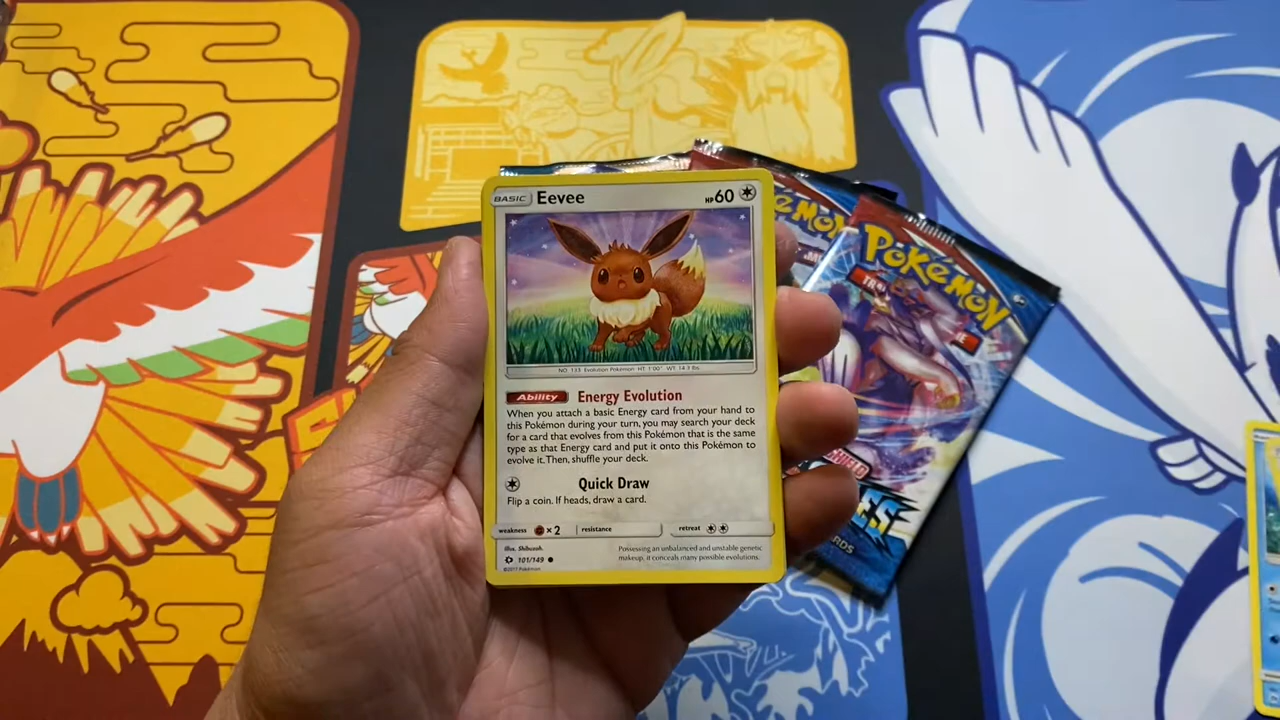 BASIC Eevee HP 60
NO. 133 Evolution Pokémon HT: 1'00" WT: 14.3 lbs.
Ability Energy Evolution
When you attach a basic Energy card from your hand to
this Pokémon during your turn, you may search your deck
for a card that evolves from this Pokémon that is the same
type as that Energy card and put it onto this Pokémon to
evolve it. Then, shuffle your deck.
Quick Draw
Flip a coin. If heads, draw a card.
weakness ×2 resistance retreat
Illus. Shibuzoh.
101/149
©2017 Pokémon
Possessing an unbalanced and unstable genetic
makeup, it conceals many possible evolutions.
POKéMON
SHIELD